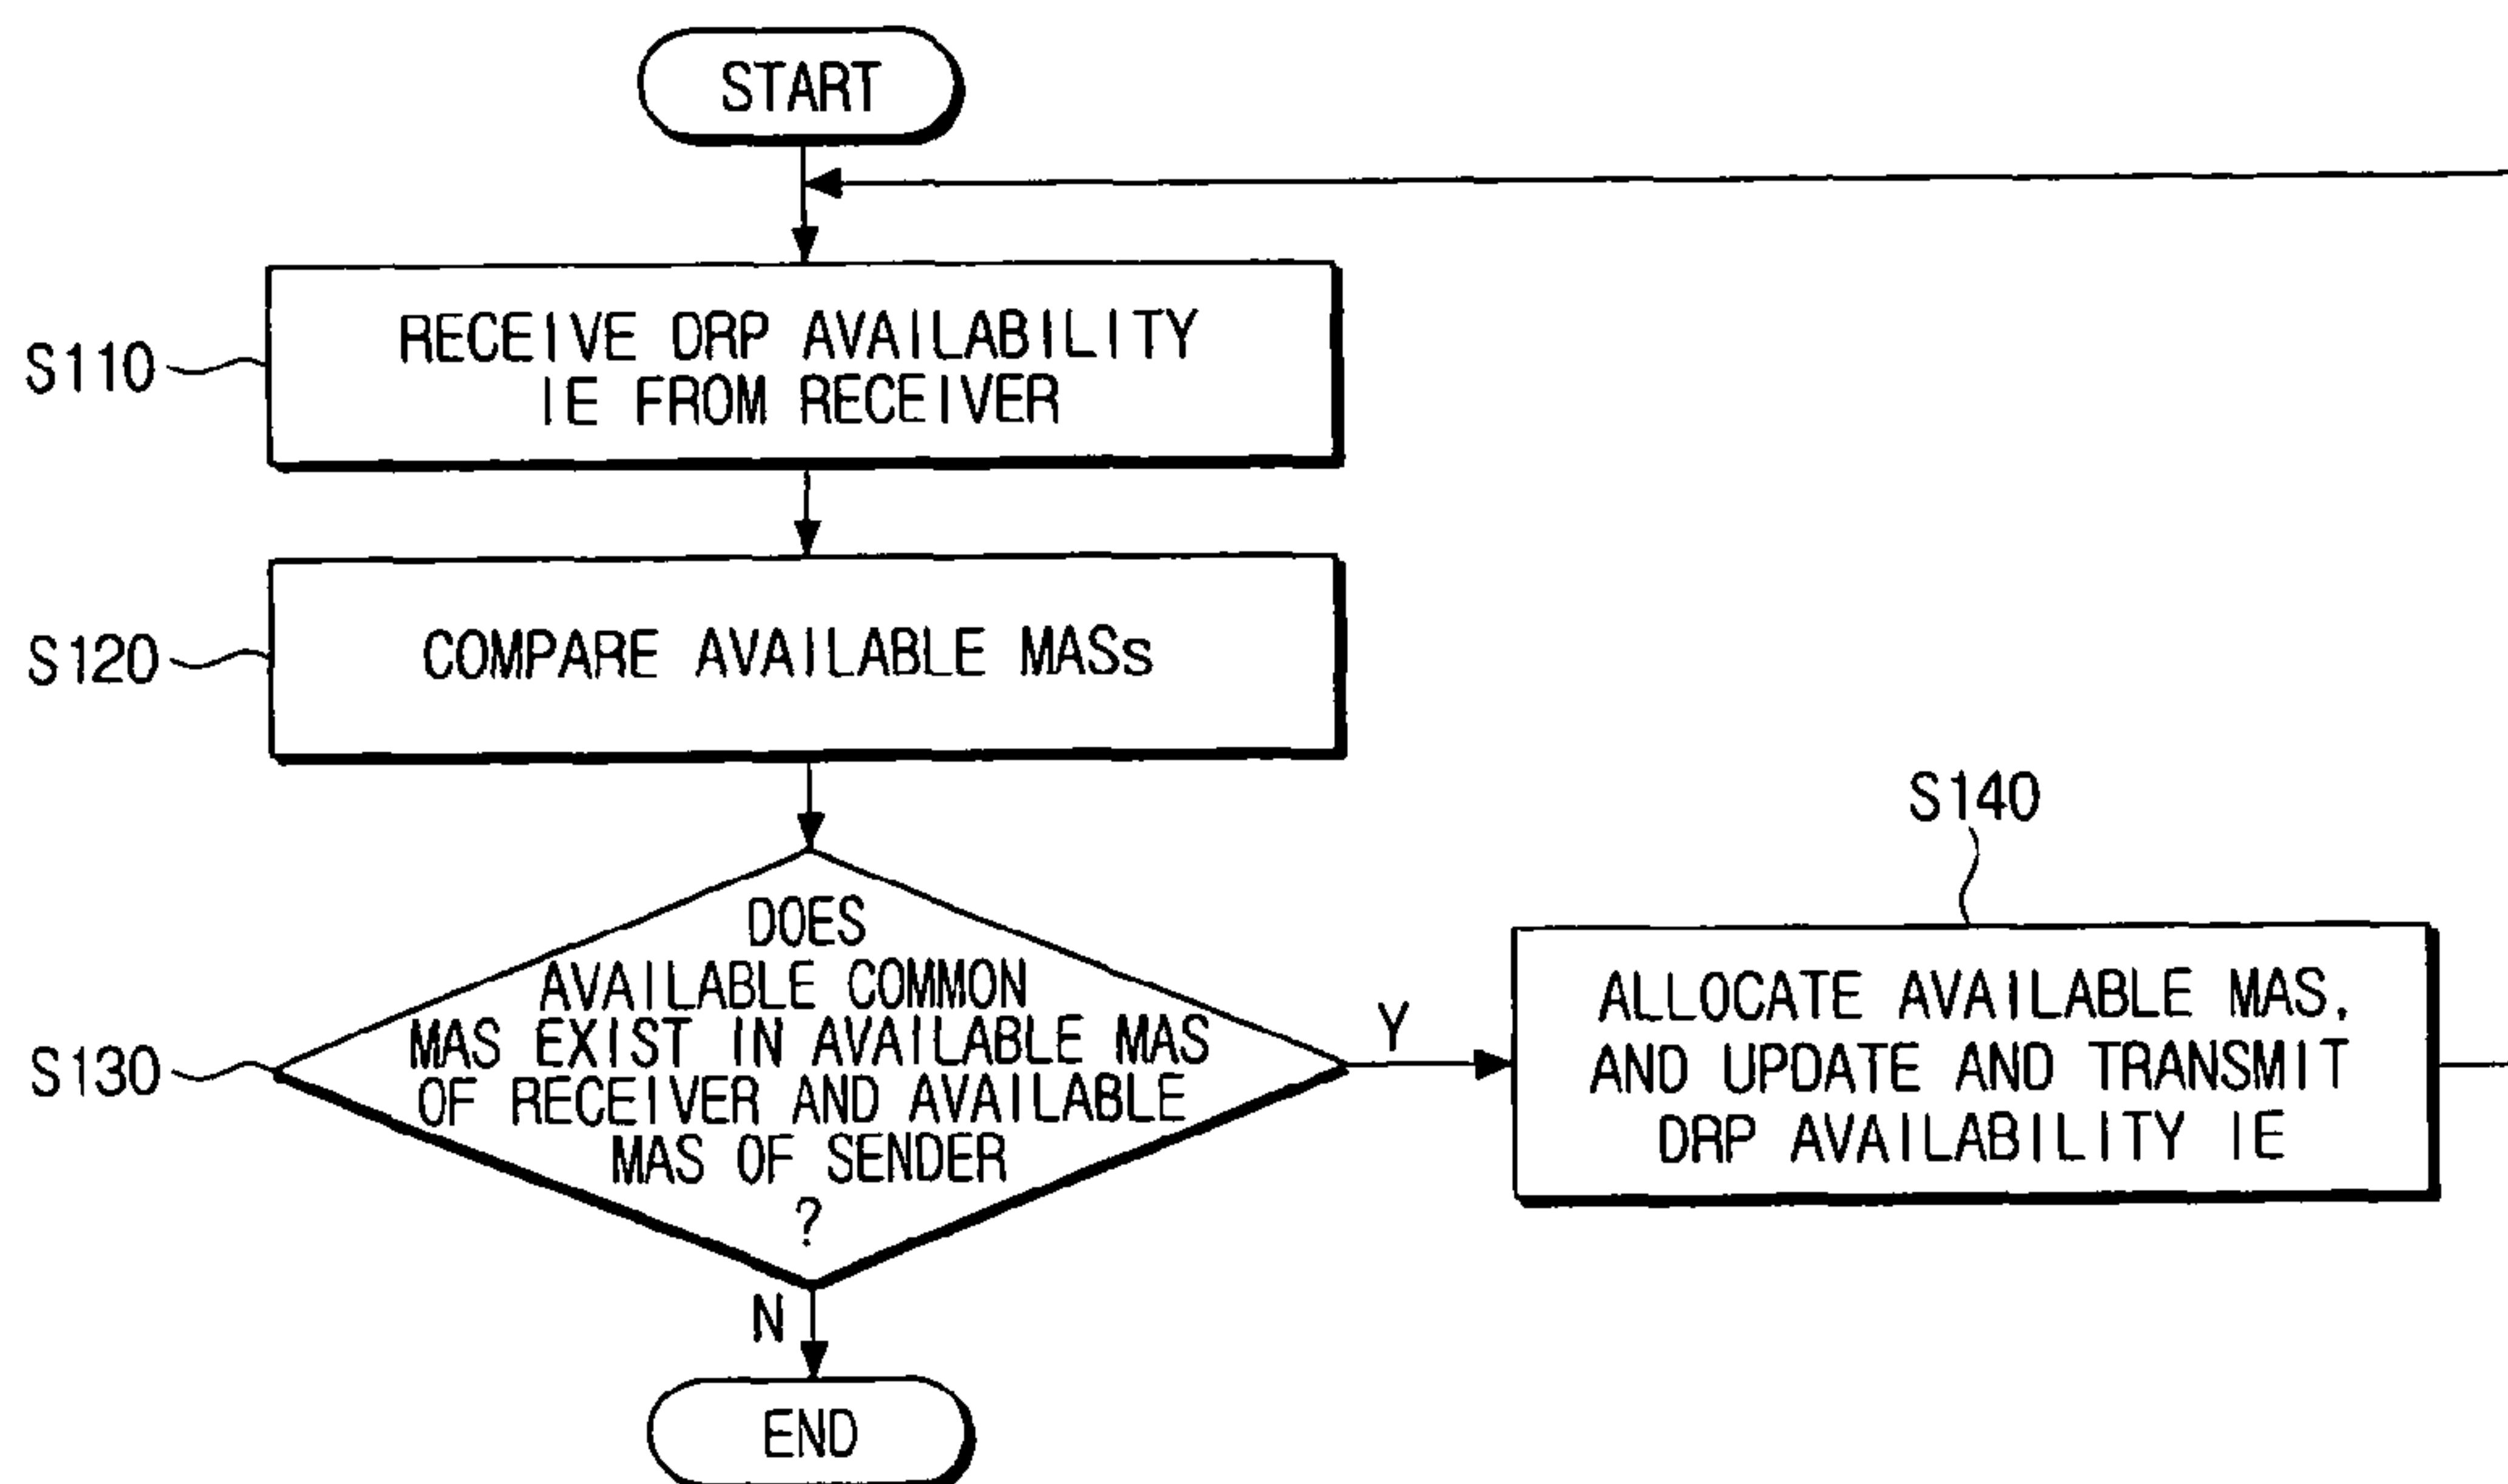 START
S110
RECEIVE DRP AVAILABILITY
IE FROM RECEIVER
S120
COMPARE AVAILABLE MASs
S130
DOES
AVAILABLE COMMON
MAS EXIST IN AVAILABLE MAS
OF RECEIVER AND AVAILABLE
MAS OF SENDER
?
Y
S140
ALLOCATE AVAILABLE MAS,
AND UPDATE AND TRANSMIT
DRP AVAILABILITY IE
N
END